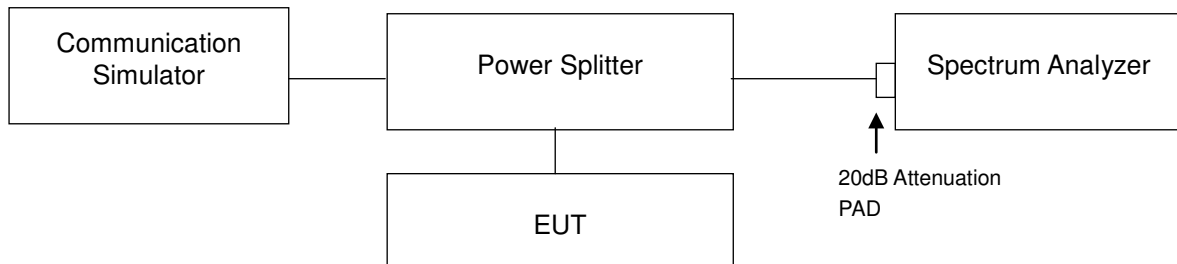 Communication
Simulator
Power Splitter
Spectrum Analyzer
20dB Attenuation
PAD
EUT